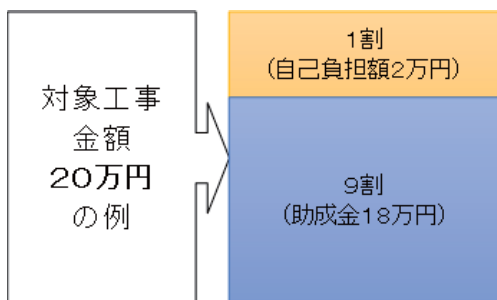 対象工事
金額
20万円
の例
1割
(自己負担額2万円)
9割
(助成金18万円)